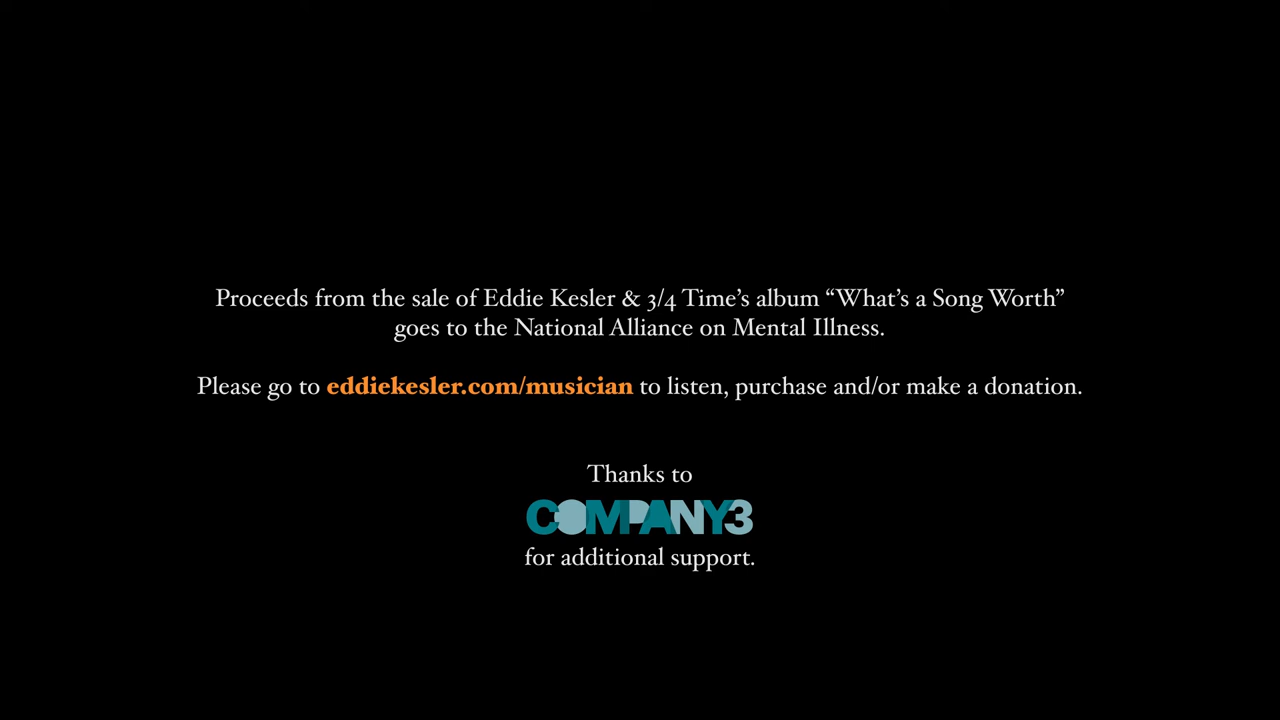 Proceeds from the sale of Eddie Kesler & 3/4 Time’s album “What’s a Song Worth”
goes to the National Alliance on Mental Illness.
Please go to eddiekesler.com/musician to listen, purchase and/or make a donation.
Thanks to
COMPANY3
for additional support.